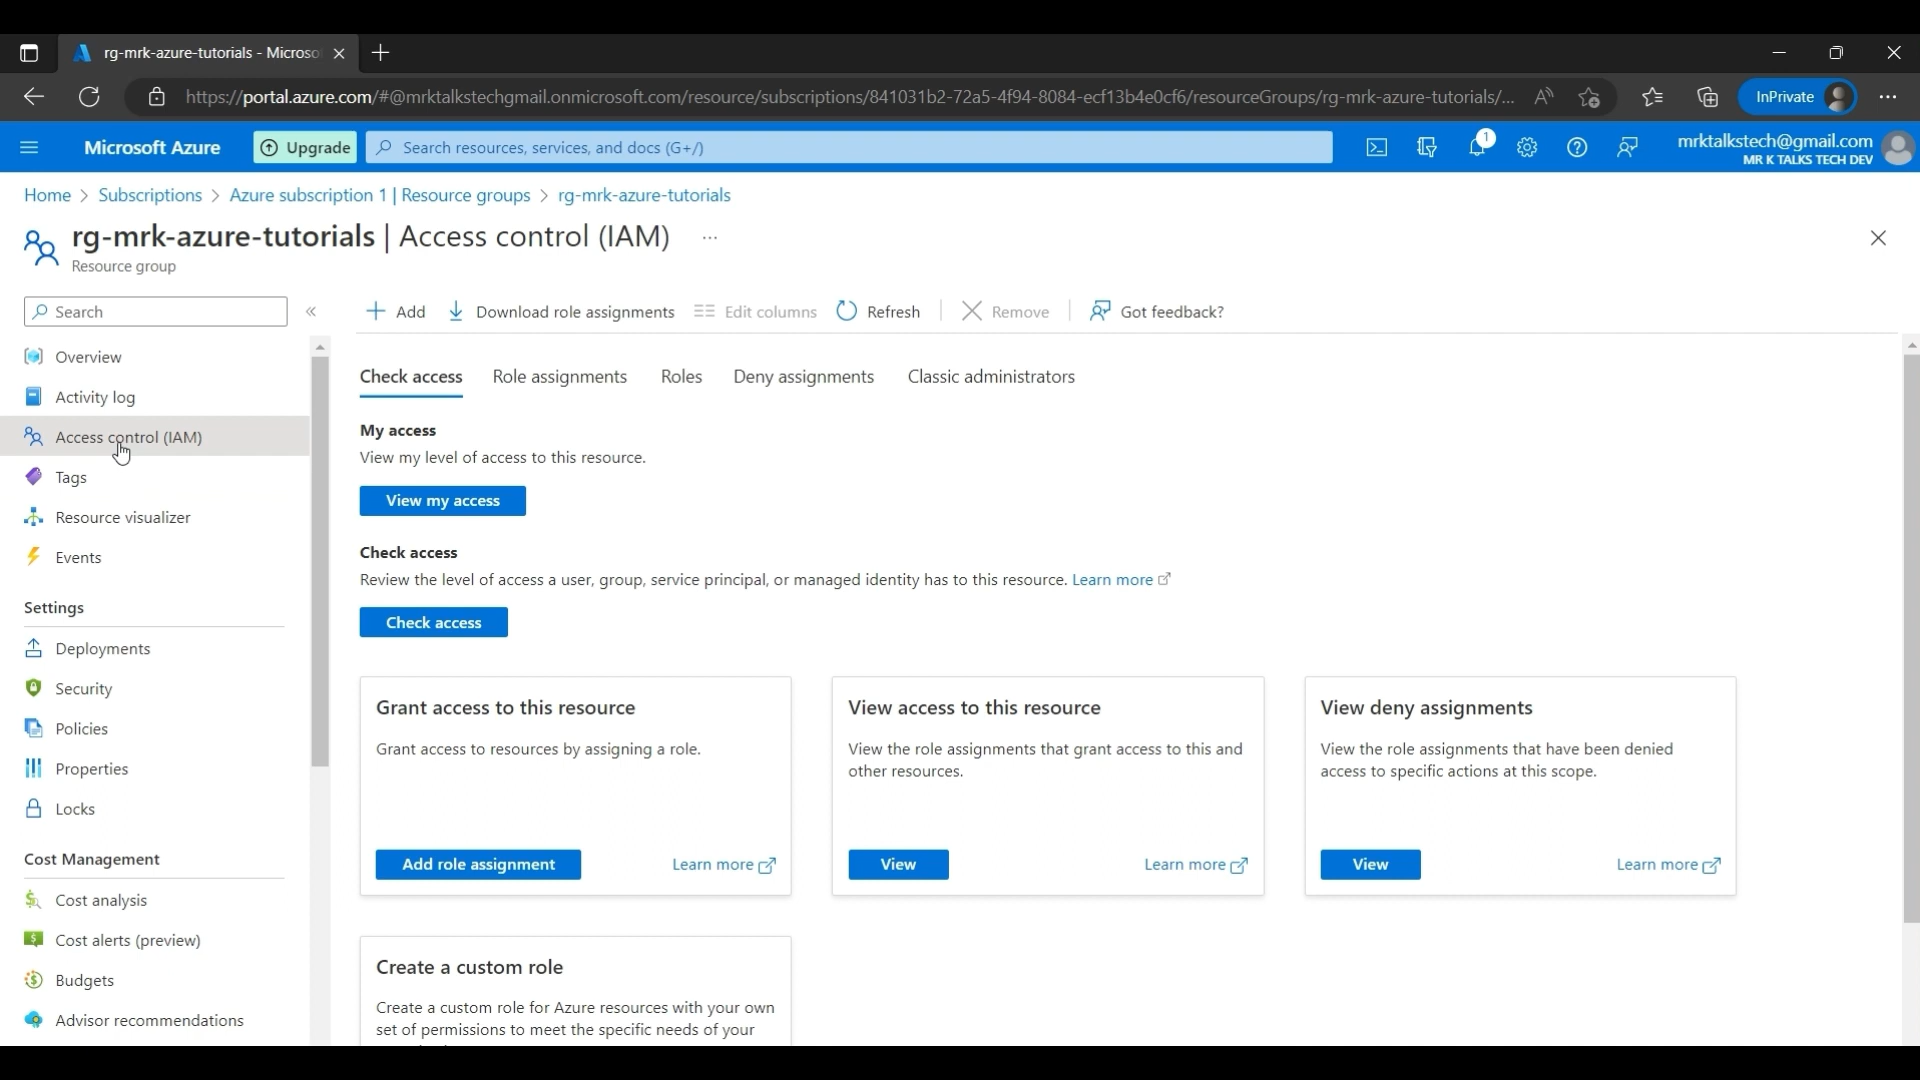 rg-mrk-azure-tutorials - Microso
https://portal.azure.com/#@mrktalkstechgmail.onmicrosoft.com/resource/subscriptions/841031b2-72a5-4f94-8084-ecf13b4e0cf6/resourceGroups/rg-mrk-azure-tutorials/...
InPrivate
Microsoft Azure
Upgrade
Search resources, services, and docs (G+/)
1
mrktalkstech@gmail.com
MR K TALKS TECH DEV
Home > Subscriptions > Azure subscription 1 | Resource groups > rg-mrk-azure-tutorials
rg-mrk-azure-tutorials | Access control (IAM) ...
Resource group
Search
Overview
Activity log
Access control (IAM)
Tags
Resource visualizer
Events
Settings
Deployments
Security
Policies
Properties
Locks
Cost Management
Cost analysis
Cost alerts (preview)
Budgets
Advisor recommendations
Add Download role assignments Edit columns Refresh Remove Got feedback?
Check access Role assignments Roles Deny assignments Classic administrators
My access
View my level of access to this resource.
View my access
Check access
Review the level of access a user, group, service principal, or managed identity has to this resource. Learn more
Check access
Grant access to this resource
Grant access to resources by assigning a role.
Add role assignment
Learn more
View access to this resource
View the role assignments that grant access to this and
other resources.
View
Learn more
View deny assignments
View the role assignments that have been denied
access to specific actions at this scope.
View
Learn more
Create a custom role
Create a custom role for Azure resources with your own
set of permissions to meet the specific needs of your